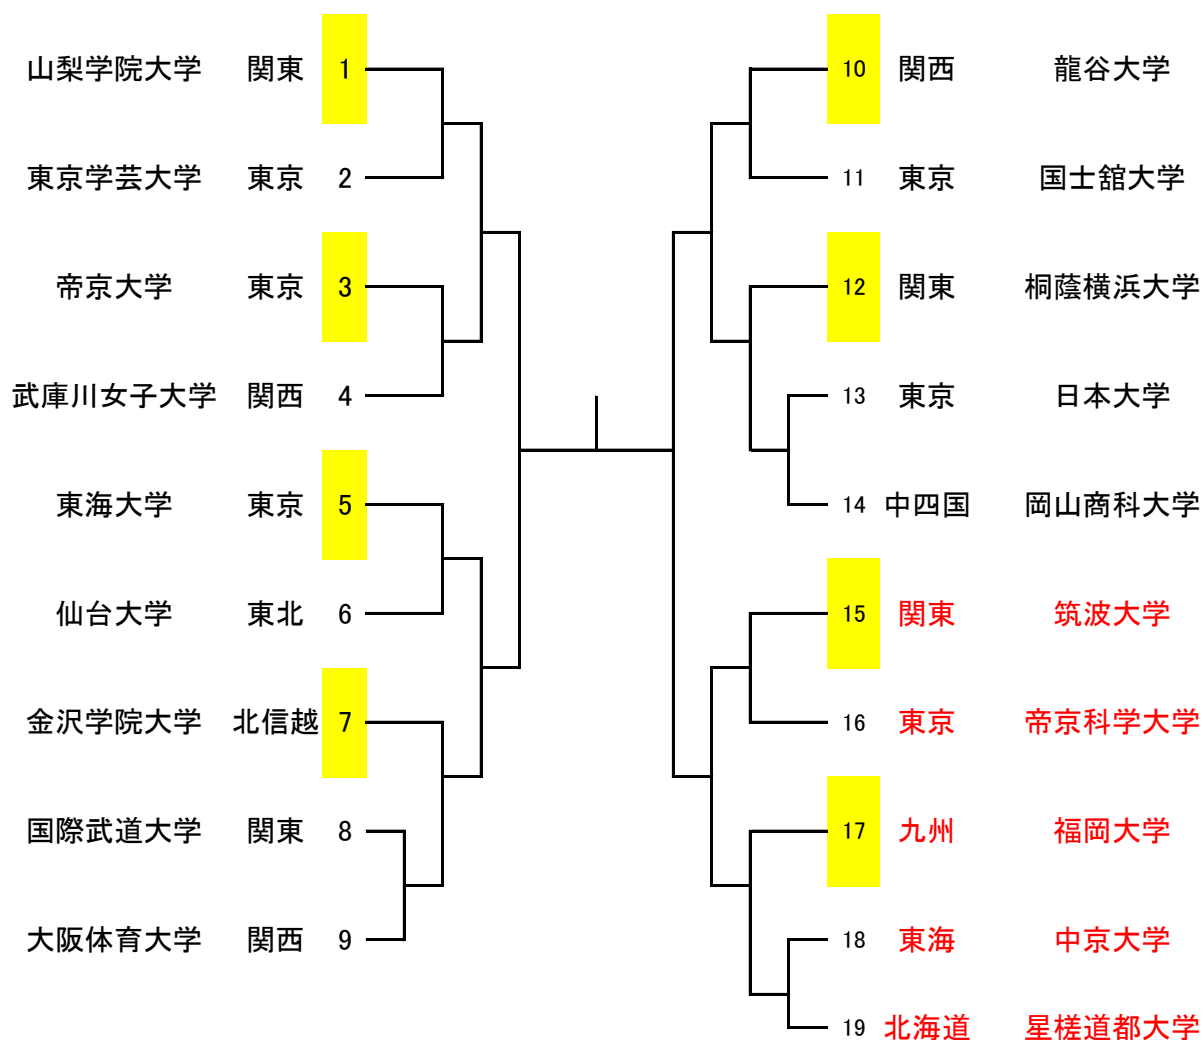 山梨学院大学 関東 1
東京学芸大学 東京 2
帝京大学 東京 3
武庫川女子大学 関西 4
東海大学 東京 5
仙台大学 東北 6
金沢学院大学 北信越 7
国際武道大学 関東 8
大阪体育大学 関西 9
10 関西 龍谷大学
11 東京 国士舘大学
12 関東 桐蔭横浜大学
13 東京 日本大学
14 中四国 岡山商科大学
15 関東 筑波大学
16 東京 帝京科学大学
17 九州 福岡大学
18 東海 中京大学
19 北海道 星槎道都大学